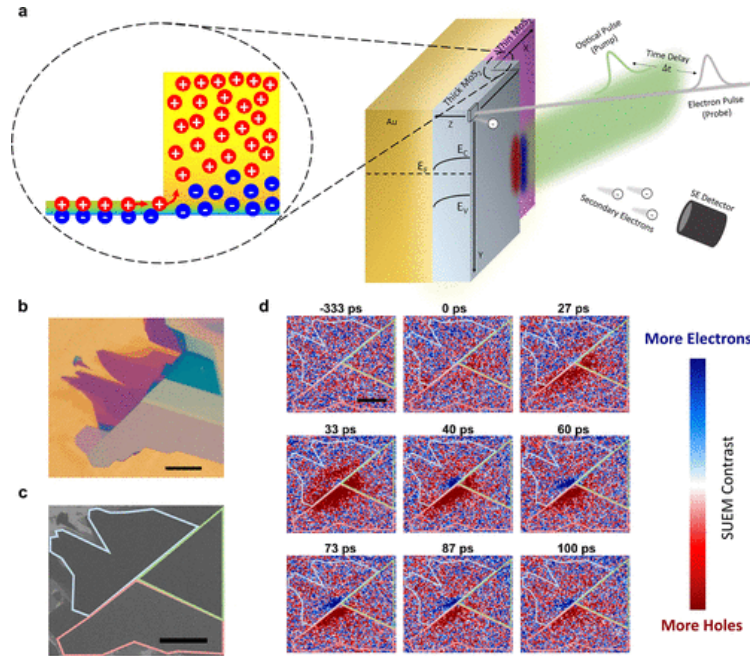 a
Optical Pulse
(Pump)
Time Delay
Δt
Electron Pulse
(Probe)
Thick MoS₂
Thin MoS₂
X
Au
Z
E_C
E_F
E_V
Y
Secondary Electrons
SE Detector
b
c
d
-333 ps
0 ps
27 ps
33 ps
40 ps
60 ps
73 ps
87 ps
100 ps
More Electrons
SUEM Contrast
More Holes